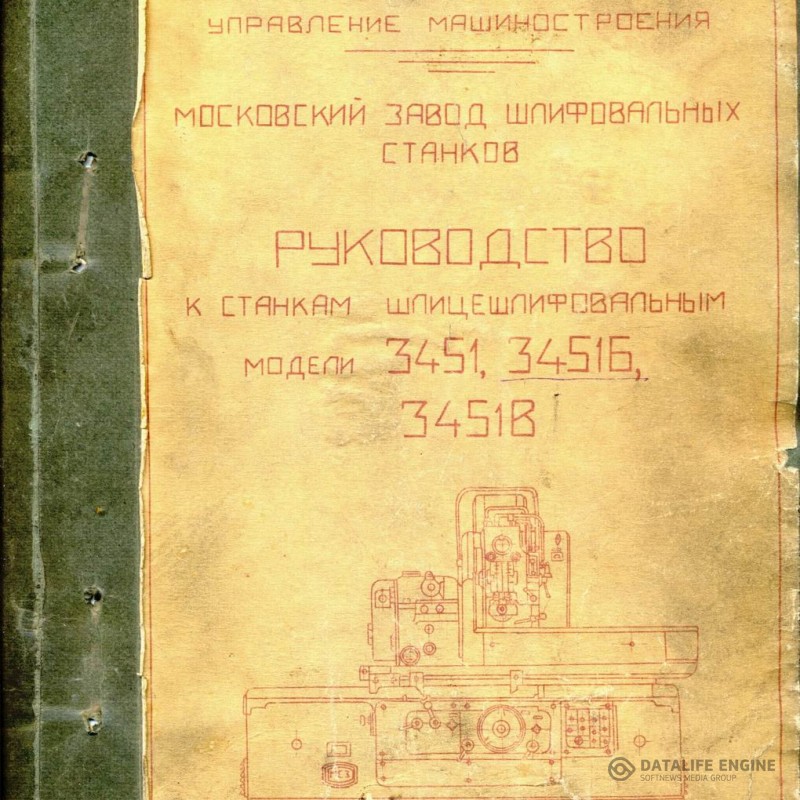 УПРАВЛЕНИЕ МАШИНОСТРОЕНИЯ
МОСКОВСКИЙ ЗАВОД ШЛИФОВАЛЬНЫХ
СТАНКОВ
РУКОВОДСТВО
К СТАНКАМ ШЛИЦЕШЛИФОВАЛЬНЫМ
МОДЕЛИ 3451, 3451Б,
3451В
DATALIFE ENGINE
SOFTNEWS MEDIA GROUP